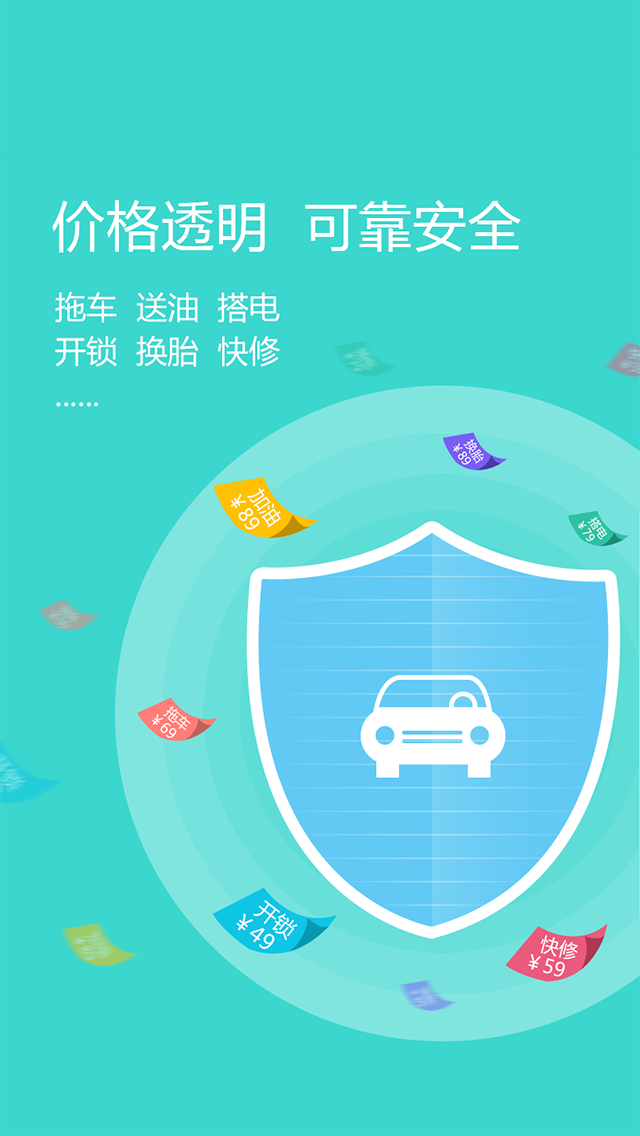 价格透明 可靠安全
拖车 送油 搭电
开锁 换胎 快修
......
换胎
¥89
加油
¥89
搭电
¥79
拖车
¥69
开锁
¥49
快修
¥59